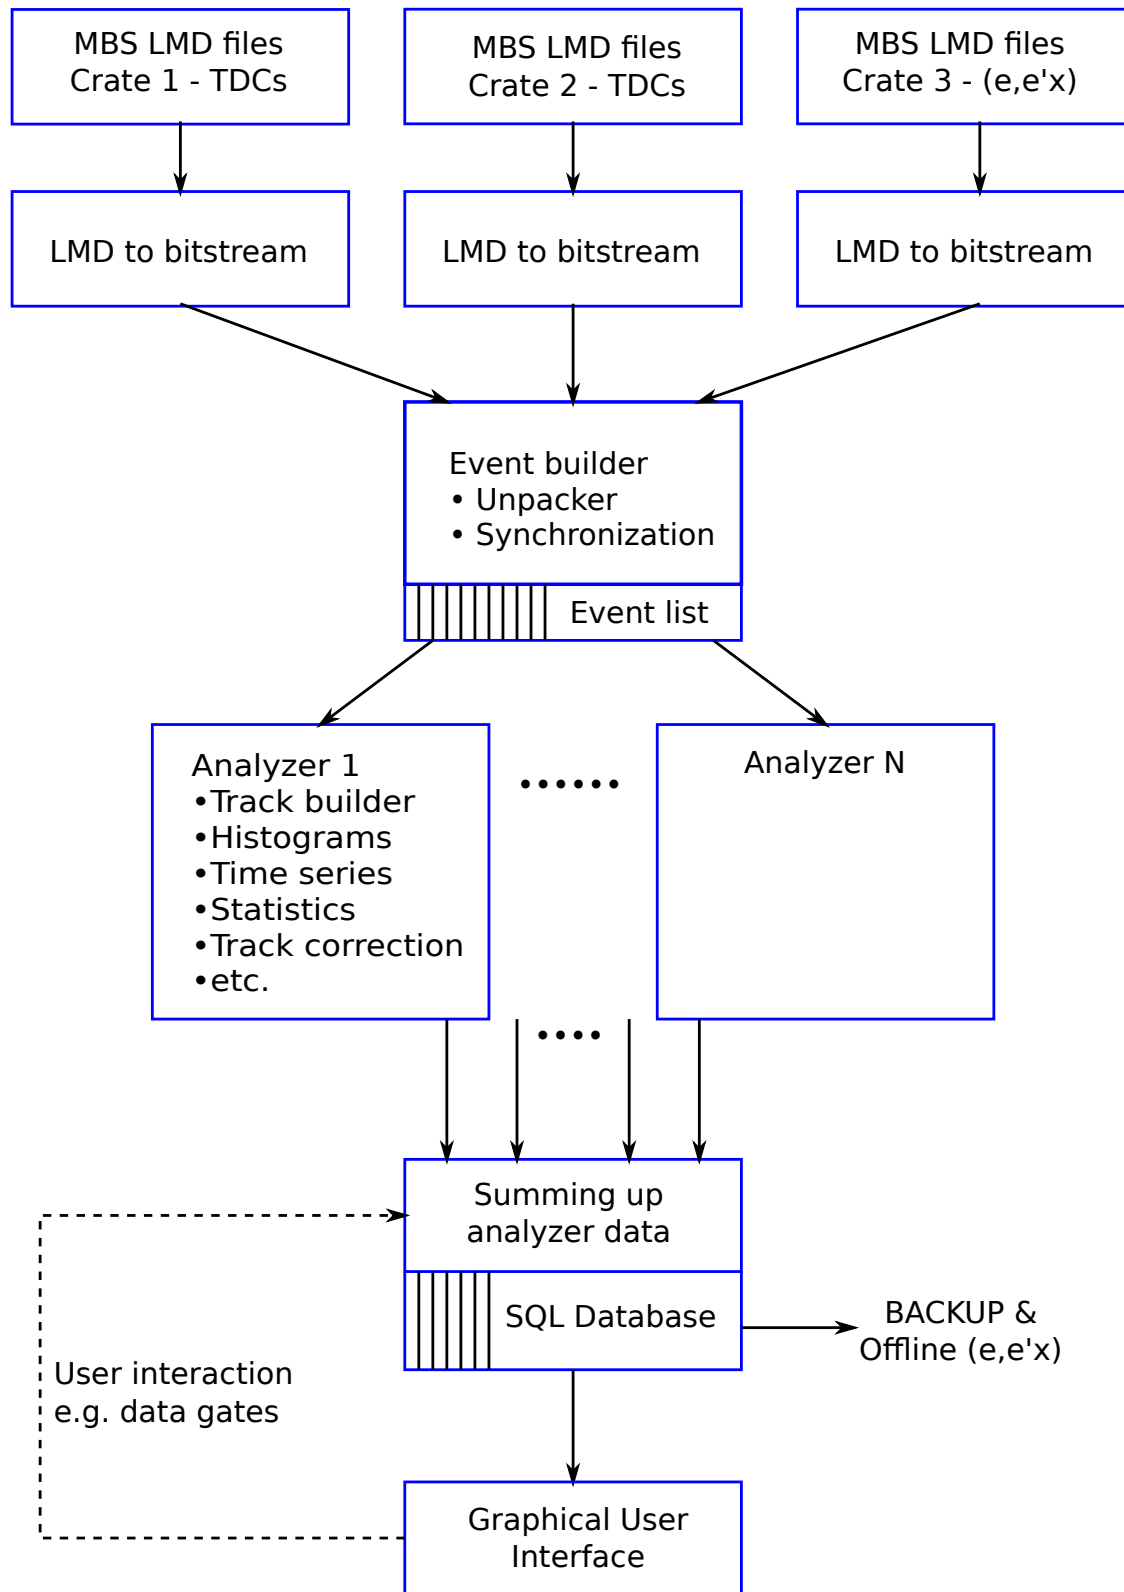 MBS LMD files
Crate 1 - TDCs
MBS LMD files
Crate 2 - TDCs
MBS LMD files
Crate 3 - (e,e'x)
LMD to bitstream
LMD to bitstream
LMD to bitstream
Event builder
• Unpacker
• Synchronization
Event list
Analyzer 1
•Track builder
•Histograms
•Time series
•Statistics
•Track correction
•etc.
......
Analyzer N
....
Summing up
analyzer data
SQL Database
BACKUP &
Offline (e,e'x)
User interaction
e.g. data gates
Graphical User
Interface